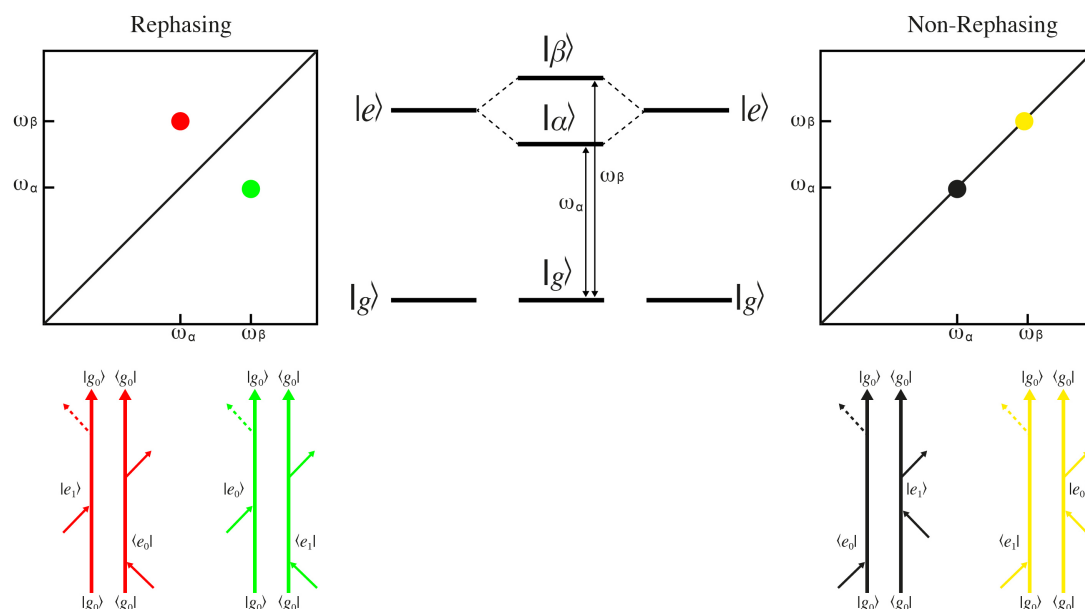 Rephasing
Non-Rephasing
|β⟩
|e⟩
|α⟩
|e⟩
ωβ
ωα
ωβ
ωα
ωβ
ωα
|g⟩
|g⟩
|g⟩
ωα
ωβ
ωα
ωβ
|g₀⟩ ⟨g₀|
|g₀⟩ ⟨g₀|
|g₀⟩ ⟨g₀|
|g₀⟩ ⟨g₀|
|e₁⟩
|e₀⟩
|e₁⟩
|e₀
⟨e₀|
⟨e₁|
⟨e₀|
⟨e₁|
|g₀⟩ ⟨g₀|
|g₀⟩ ⟨g₀|
|g₀⟩ ⟨g₀|
|g₀⟩ ⟨g₀|